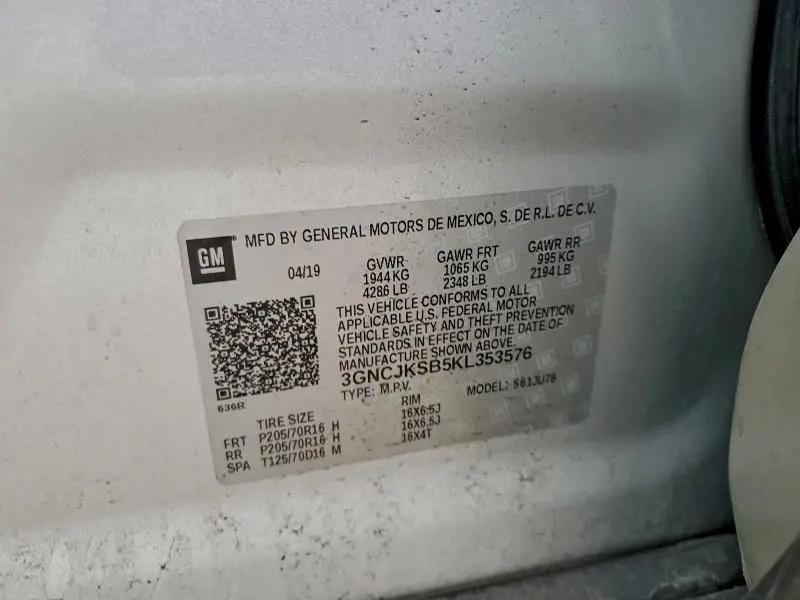 GM® MFD BY GENERAL MOTORS DE MEXICO, S. DE R.L. DE C.V.
04/19 GVWR GAWR FRT GAWR RR
1944 KG 1065 KG 995 KG
4286 LB 2348 LB 2194 LB
THIS VEHICLE CONFORMS TO ALL
APPLICABLE U.S. FEDERAL MOTOR
VEHICLE SAFETY AND THEFT PREVENTION
STANDARDS IN EFFECT ON THE DATE OF
MANUFACTURE SHOWN ABOVE.
3GNCJKSB5KL353576
TYPE: M.P.V. MODEL: 561JU76
636R
TIRE SIZE RIM
FRT P205/70R16 H 16X6.5J
RR P205/70R16 H 16X6.5J
SPA T125/70D16 M 16X4T